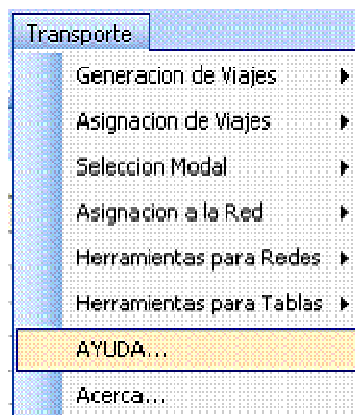 Transporte
Generacion de Viajes
Asignacion de Viajes
Seleccion Modal
Asignacion a la Red
Herramientas para Redes
Herramientas para Tablas
AYUDA...
Acerca...